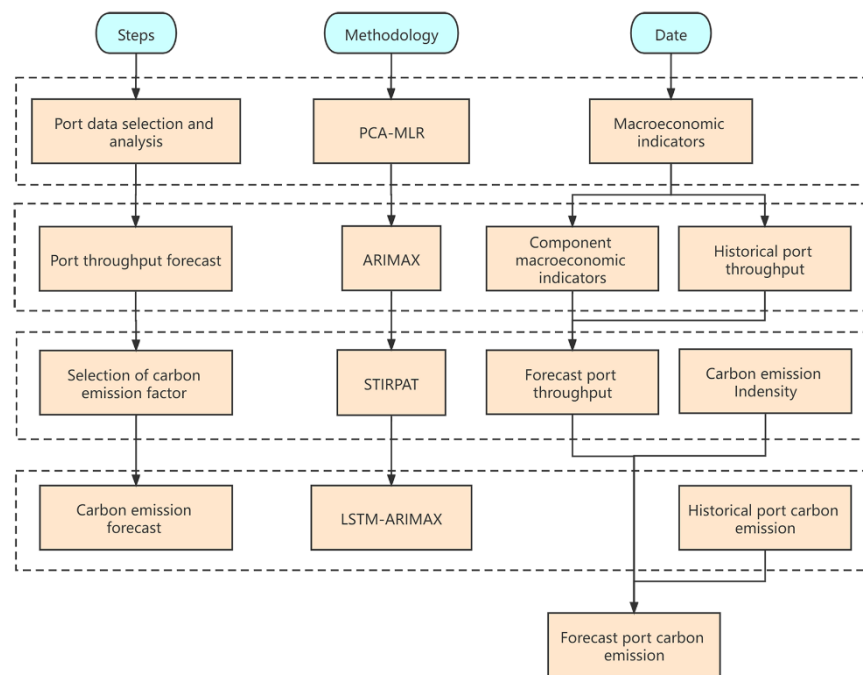 Steps
Methodology
Date
Port data selection and
analysis
PCA-MLR
Macroeconomic
indicators
Port throughput forecast
ARIMAX
Component
macroeconomic
indicators
Historical port
throughput
Selection of carbon
emission factor
STIRPAT
Forecast port
throughput
Carbon emission
Indensity
Carbon emission
forecast
LSTM-ARIMAX
Historical port carbon
emission
Forecast port carbon
emission